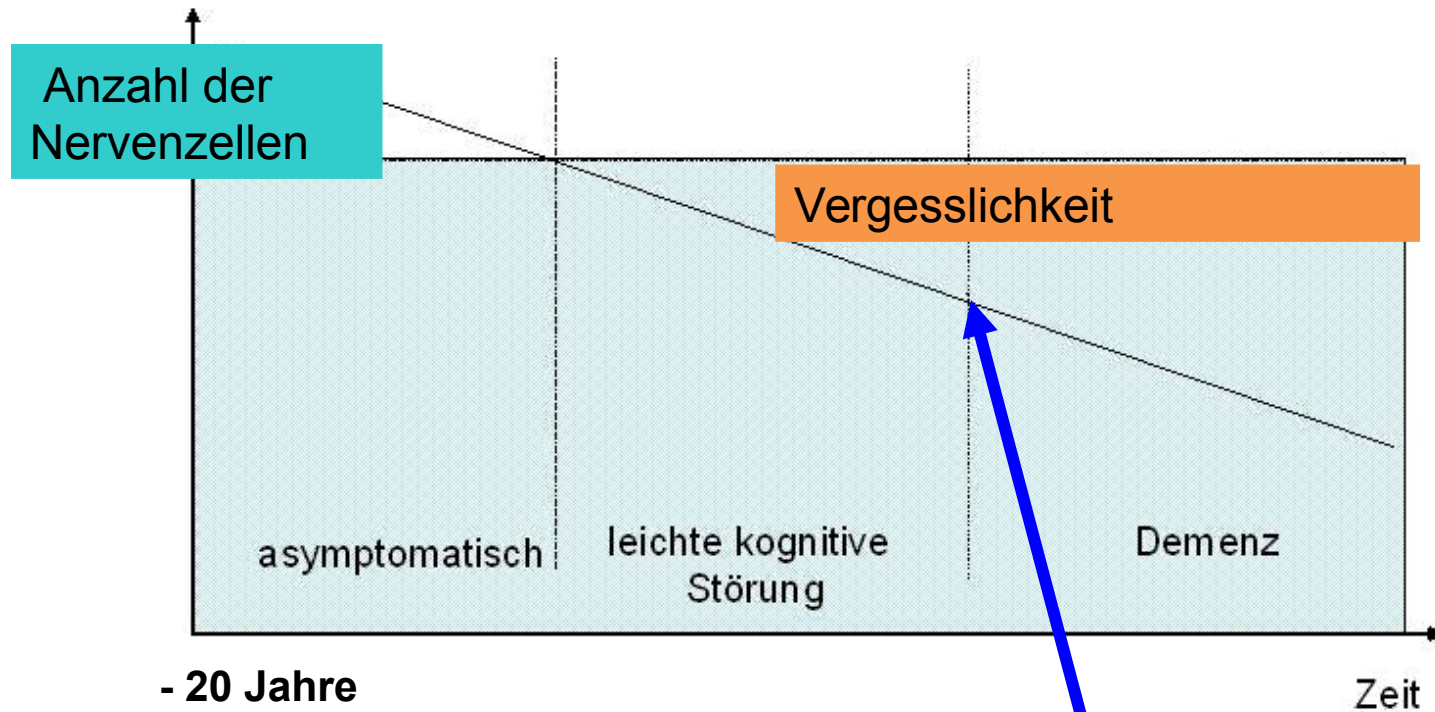 Anzahl der
Nervenzellen
Vergesslichkeit
asymptomatisch
leichte kognitive
Störung
Demenz
- 20 Jahre
Zeit